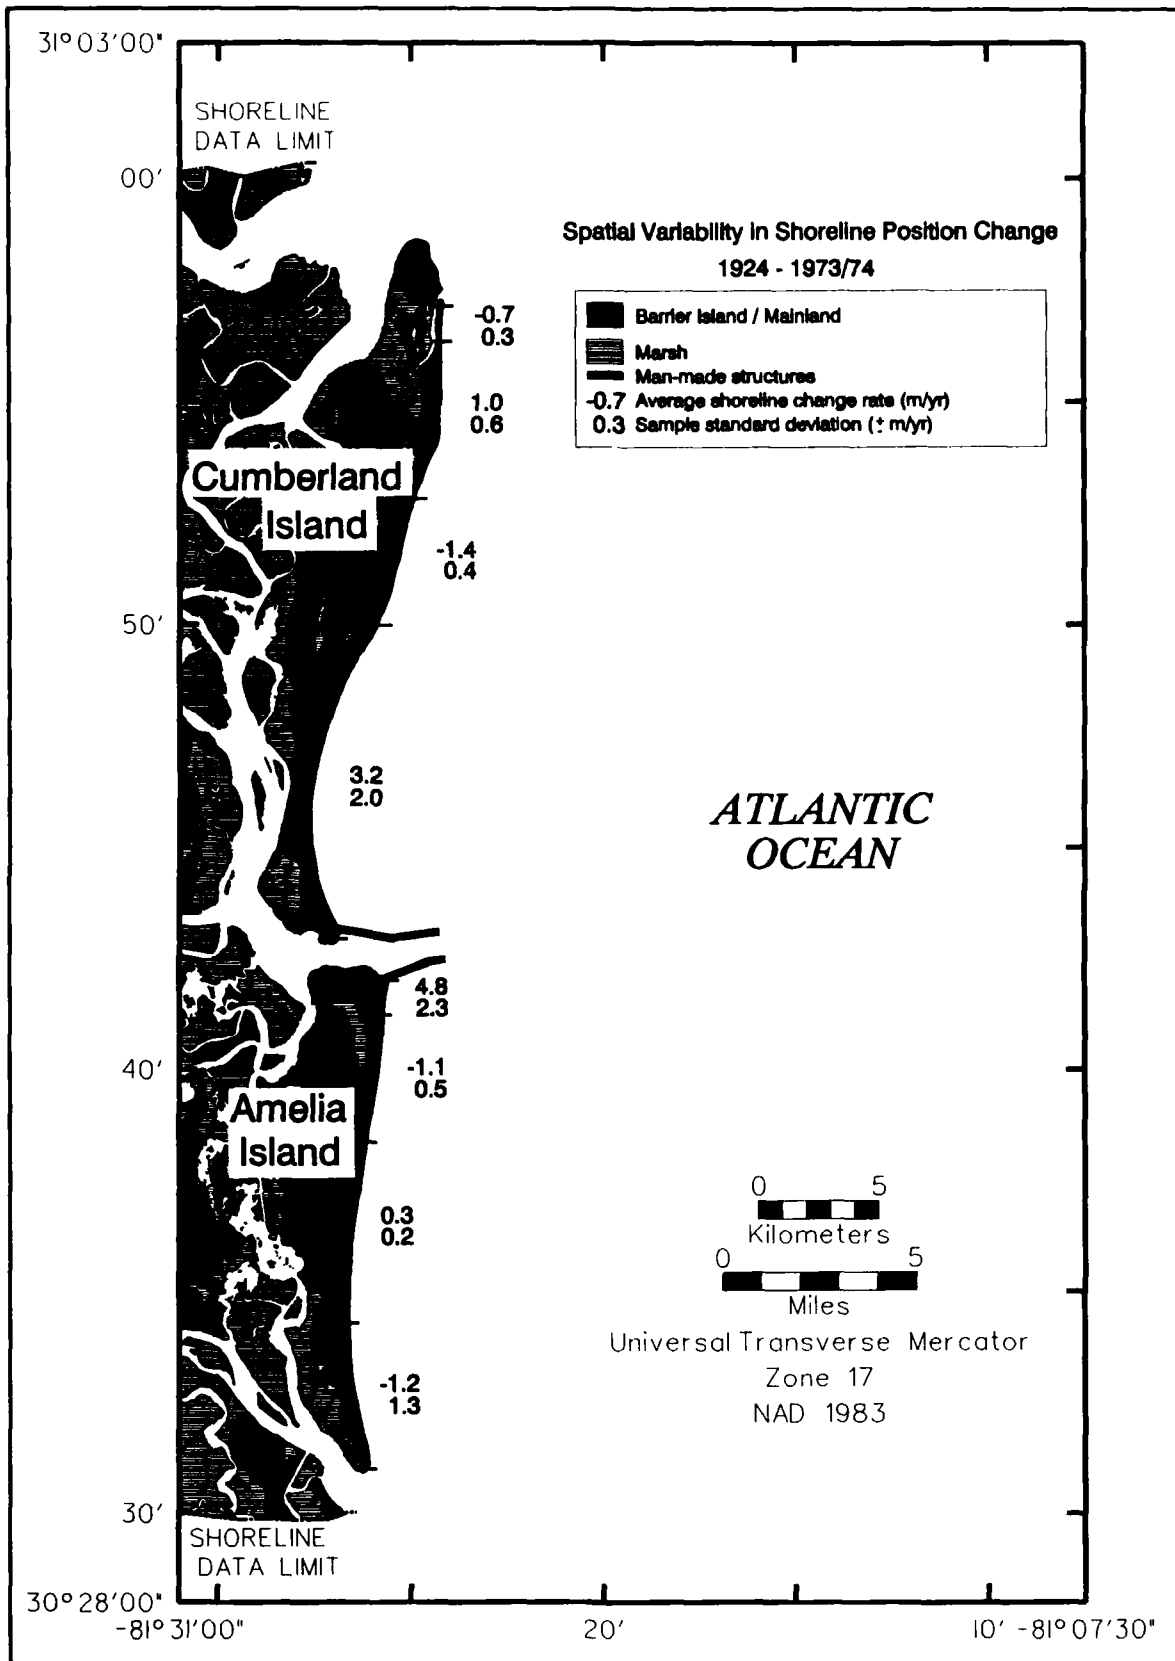 31°03'00"
SHORELINE
DATA LIMIT
00'
Spatial Variability in Shoreline Position Change
1924 - 1973/74
Barrier Island / Mainland
Marsh
Man-made structures
-0.7 Average shoreline change rate (m/yr)
0.3 Sample standard deviation (± m/yr)
-0.7
0.3
1.0
0.6
Cumberland
Island
-1.4
0.4
50'
3.2
2.0
ATLANTIC
OCEAN
4.8
2.3
40'
-1.1
0.5
Amelia
Island
0.3
0.2
0 5
Kilometers
0 5
Miles
Universal Transverse Mercator
Zone 17
NAD 1983
-1.2
1.3
30'
SHORELINE
DATA LIMIT
30°28'00"
-81°31'00" 20' 10' -81°07'30"